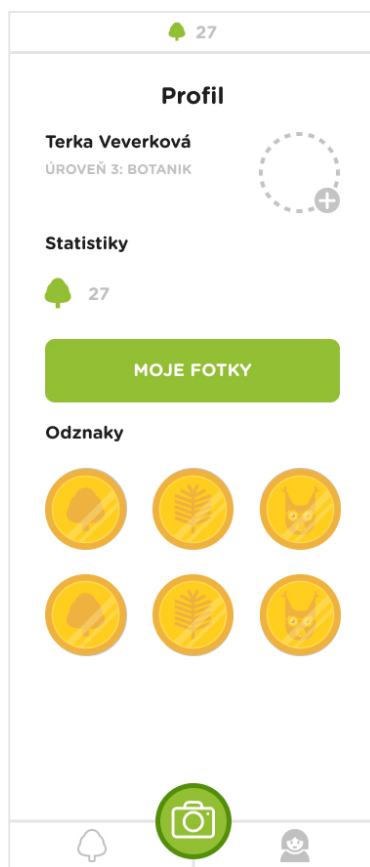 27
Profil
Terka Veverková
ÚROVEŇ 3: BOTANIK
Statistiky
27
MOJE FOTKY
Odznaky